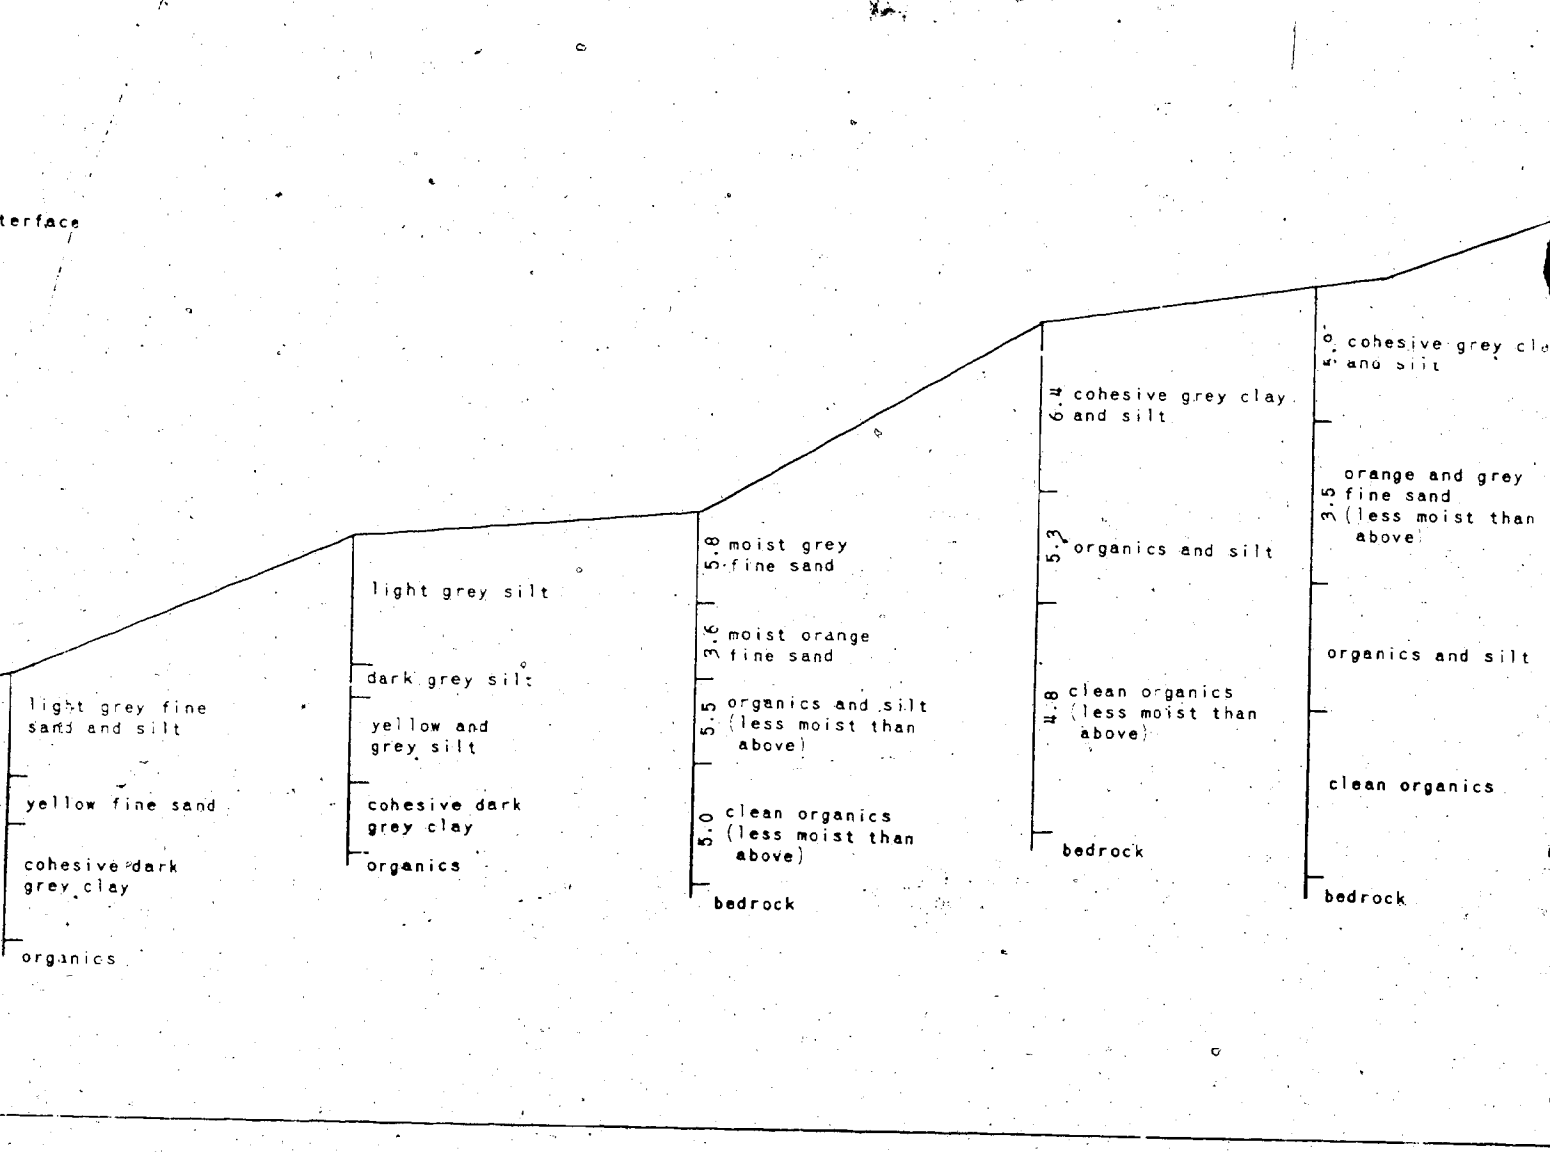 terface
light grey fine
sand and silt
yellow fine sand
cohesive dark
grey clay
organics
light grey silt
dark grey silt
yellow and
grey silt
cohesive dark
grey clay
organics
5.8
moist grey
fine sand
3.6
moist orange
fine sand
5.5
organics and silt
(less moist than
above)
5.0
clean organics
(less moist than
above)
bedrock
6.4
cohesive grey clay
and silt
5.3
organics and silt
4.8
clean organics
(less moist than
above)
bedrock
5.0
cohesive grey cla
and silt
3.5
orange and grey
fine sand
(less moist than
above)
organics and silt
clean organics
bedrock